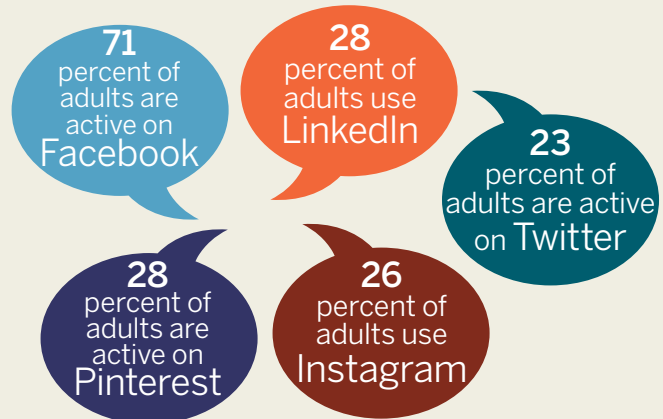 71
percent of
adults are
active on
Facebook
28
percent of
adults use
LinkedIn
23
percent of
adults are active
on Twitter
28
percent of
adults are
active on
Pinterest
26
percent of
adults use
Instagram